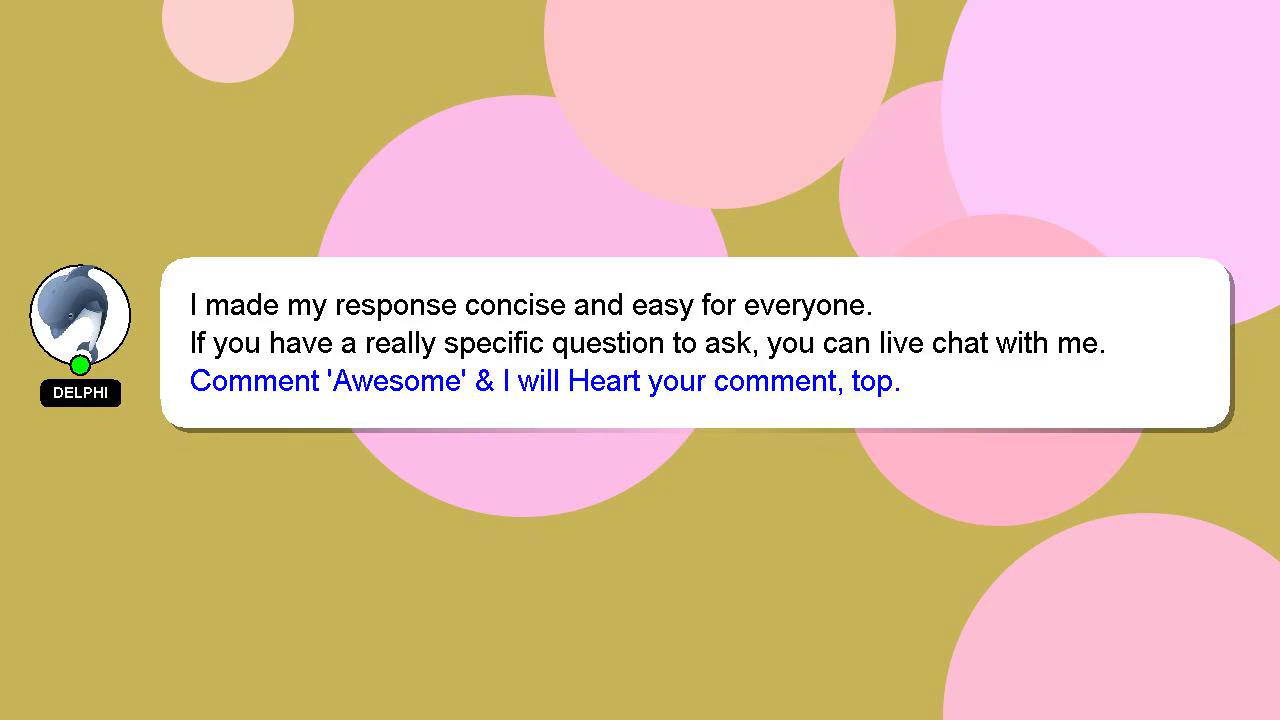 I made my response concise and easy for everyone.
If you have a really specific question to ask, you can live chat with me.
Comment 'Awesome' & I will Heart your comment, top.
DELPHI